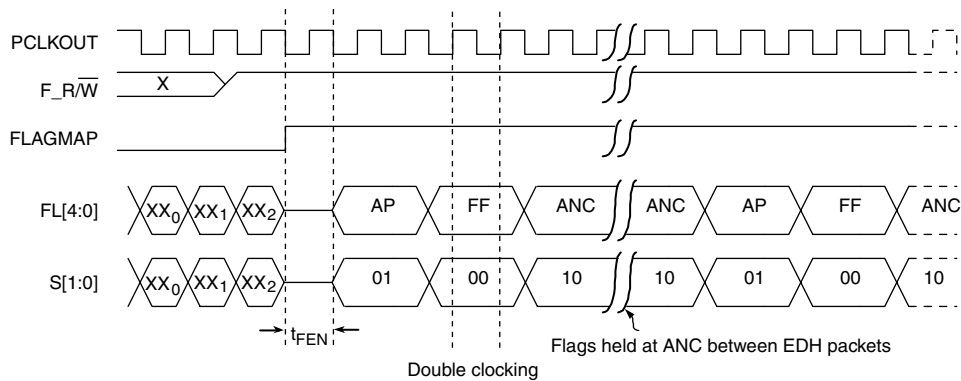 PCLKOUT
F_R/W̅
X
FLAGMAP
FL[4:0]
XX₀ XX₁ XX₂ AP FF ANC ANC AP FF ANC
S[1:0]
XX₀ XX₁ XX₂ 01 00 10 10 01 00 10
tFEN
Flags held at ANC between EDH packets
Double clocking